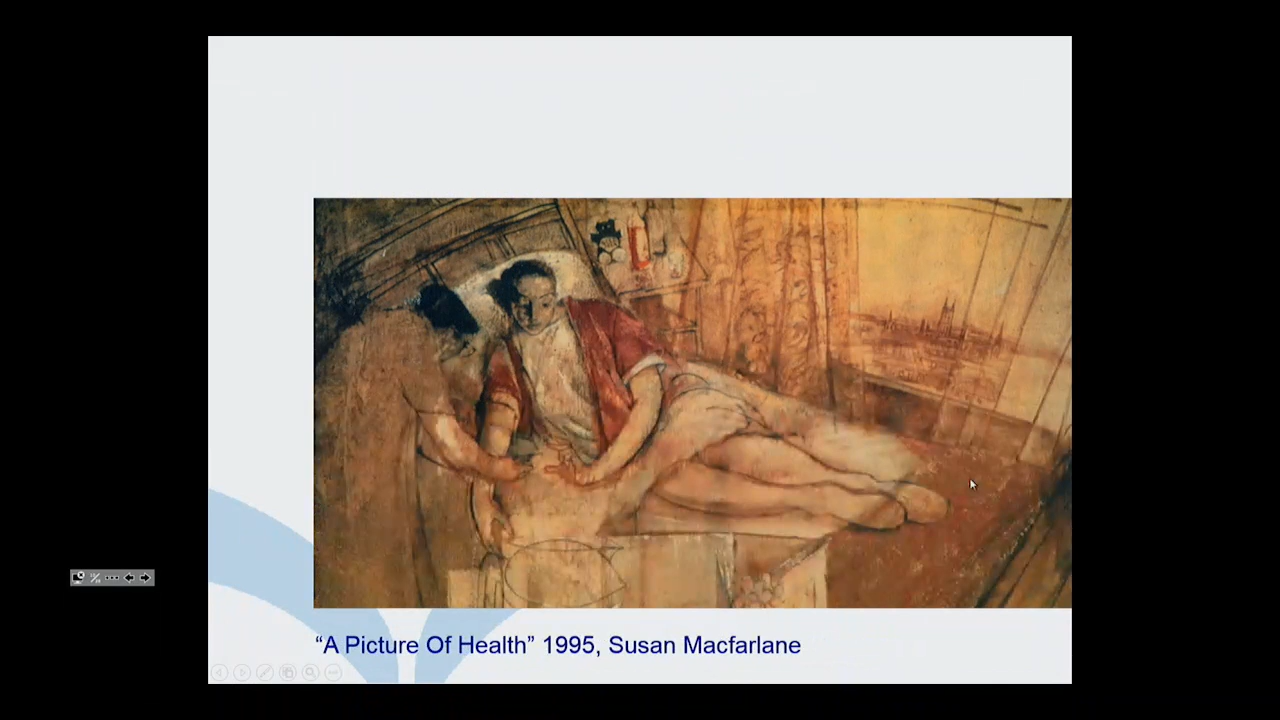 “A Picture Of Health” 1995, Susan Macfarlane